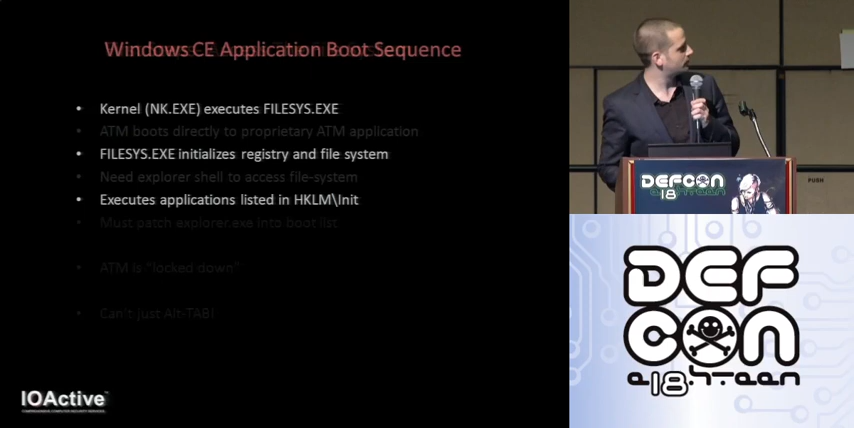 Windows CE Application Boot Sequence
• Kernel (NK.EXE) executes FILESYS.EXE
• ATM boots directly to proprietary ATM application
• FILESYS.EXE initializes registry and file system
• Need explorer shell to access file-system
• Executes applications listed in HKLM\Init
• Must patch explorer.exe into boot list
• ATM is "locked down"
• Can't just Alt-TAB!
IOActive
DEFCON
18
PUSH
DEF
CON
18